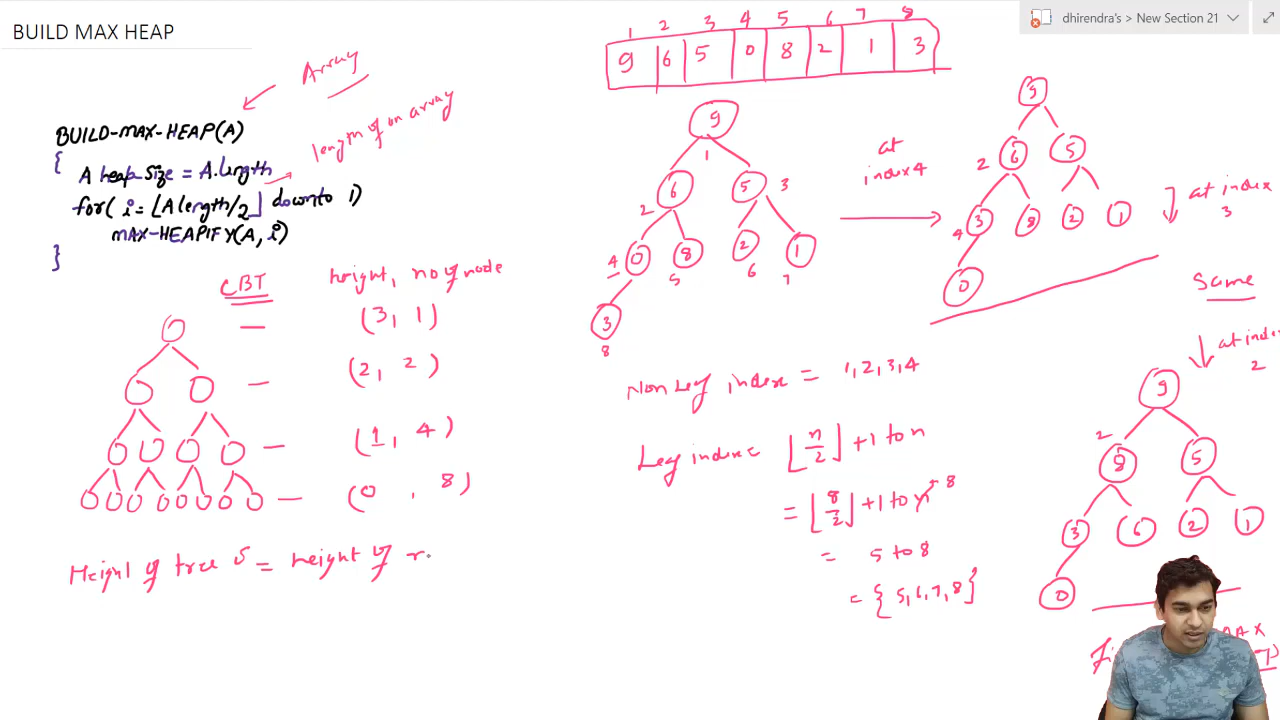 BUILD MAX HEAP
dhirendra's > New Section 21
Array
BUILD-MAX-HEAP(A)
{
A heap size = A.length
length of an array
for( i= ⌊A length/2⌋ downto 1)
MAX-HEAPIFY(A, i)
}
CBT
height, no of node
(3, 1)
(2, 2)
(1, 4)
(0, 8)
Height of tree
= height of r
1 2 3 4 5 6 7 8
9 6 5 0 8 2 1 3
9
1
6 5
2 3
0 8 2 1
4 5 6 7
3
8
at
index 4
9
6 5
2
3 8 2 1
4
0
at index
3
Same
at index
2
9
2
8 5
3 6 2 1
0
Non Leaf index = 1,2,3,4
Leaf index = ⌊n/2⌋ +1 to n
= ⌊8/2⌋ +1 to n 8
= 5 to 8
= {5,6,7,8}